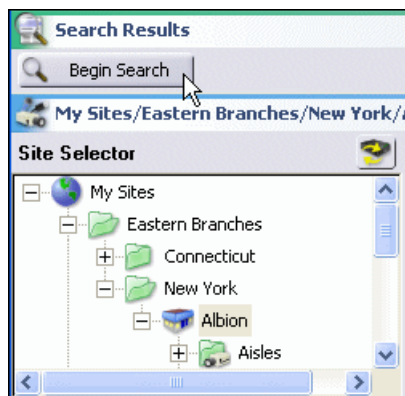 Search Results
Begin Search
My Sites/Eastern Branches/New York/
Site Selector
My Sites
Eastern Branches
Connecticut
New York
Albion
Aisles